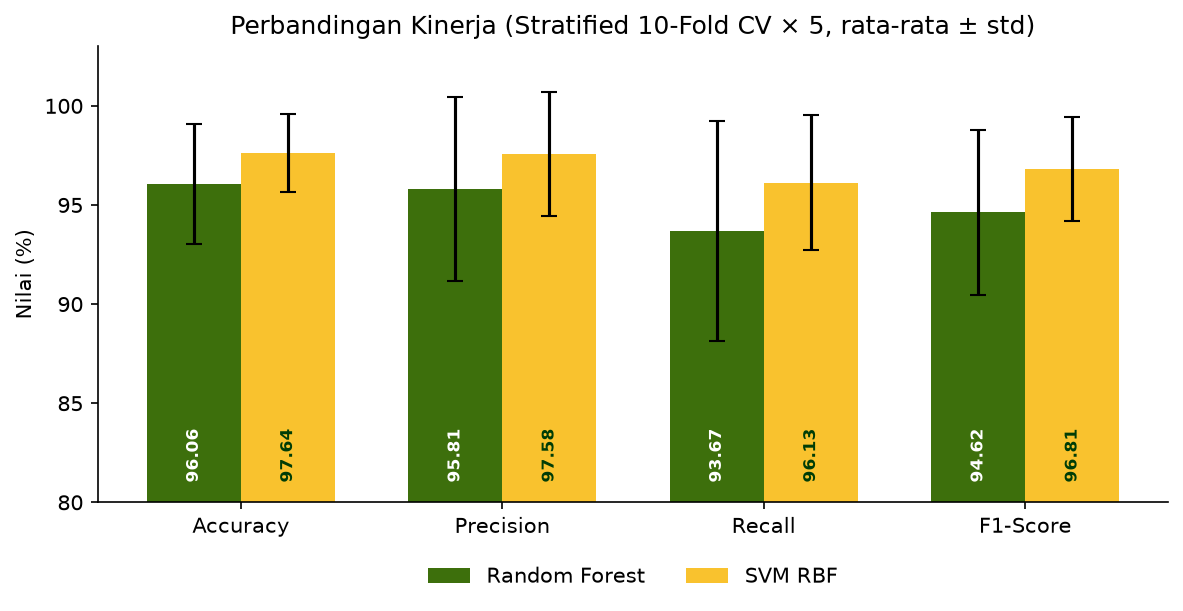 Perbandingan Kinerja (Stratified 10-Fold CV × 5, rata-rata ± std)
Nilai (%)
100
95
90
85
80
96.06
97.64
95.81
97.58
93.67
96.13
94.62
96.81
Accuracy
Precision
Recall
F1-Score
Random Forest
SVM RBF